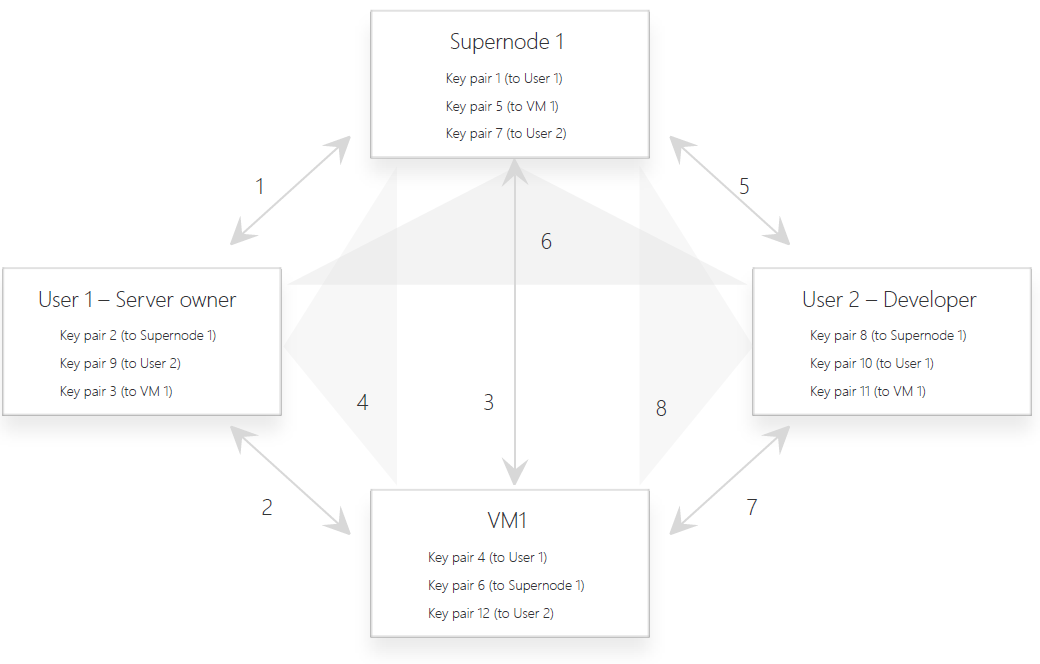 Supernode 1
Key pair 1 (to User 1)
Key pair 5 (to VM 1)
Key pair 7 (to User 2)
1
5
6
User 1 – Server owner
Key pair 2 (to Supernode 1)
Key pair 9 (to User 2)
Key pair 3 (to VM 1)
User 2 – Developer
Key pair 8 (to Supernode 1)
Key pair 10 (to User 1)
Key pair 11 (to VM 1)
4
3
8
2
7
VM1
Key pair 4 (to User 1)
Key pair 6 (to Supernode 1)
Key pair 12 (to User 2)